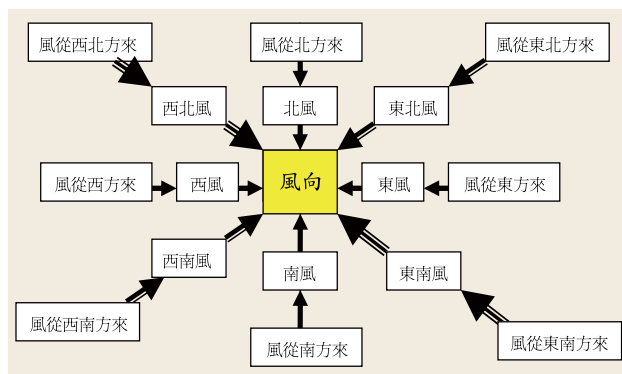 風從西北方來
風從北方來
風從東北方來
西北風
北風
東北風
風從西方來
西風
風向
東風
風從東方來
西南風
南風
東南風
風從西南方來
風從南方來
風從東南方來